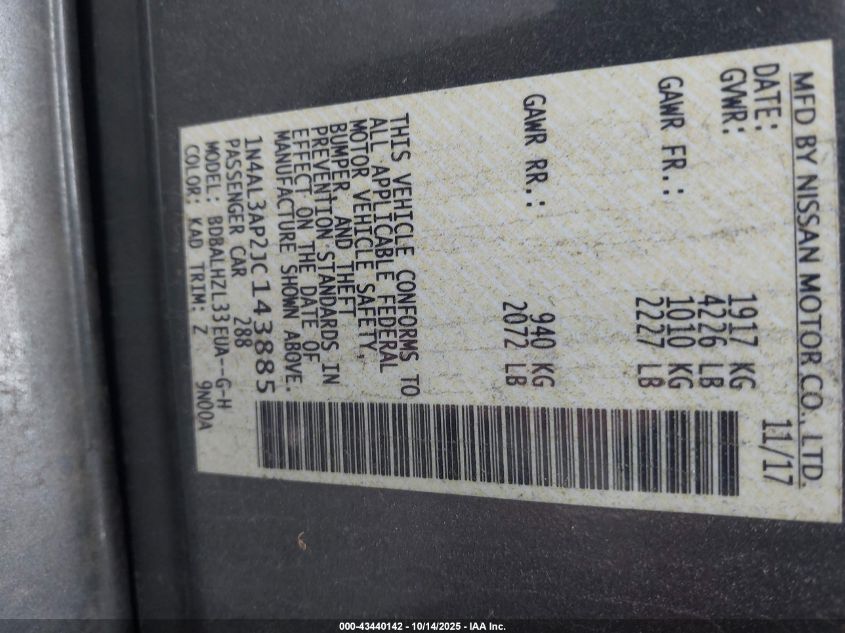 MFD BY NISSAN MOTOR CO., LTD.
DATE: 11/17
GVWR: 1917 KG
4226 LB
GAWR FR.: 1010 KG
2227 LB
GAWR RR.: 940 KG
2072 LB
THIS VEHICLE CONFORMS TO
ALL APPLICABLE FEDERAL
MOTOR VEHICLE SAFETY,
BUMPER, AND THEFT
PREVENTION STANDARDS IN
EFFECT ON THE DATE OF
MANUFACTURE SHOWN ABOVE.
1N4AL3AP2JC143885
PASSENGER CAR 288
MODEL: BDBALHZL33EUA--G-H
COLOR: KAD TRIM: Z 9N00A
000-43440142 - 10/14/2025 - IAA Inc.